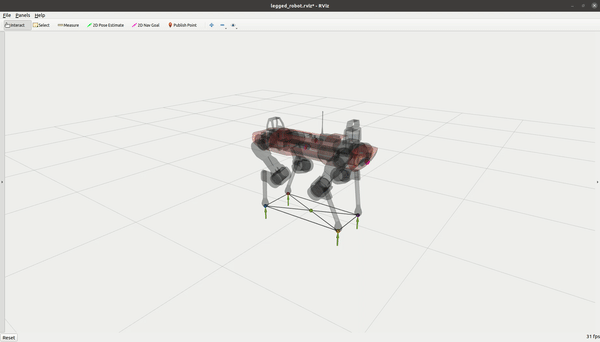 legged_robot.rviz* - RViz
File Panels Help
Interact Select Measure 2D Pose Estimate 2D Nav Goal Publish Point
Reset 31 fps